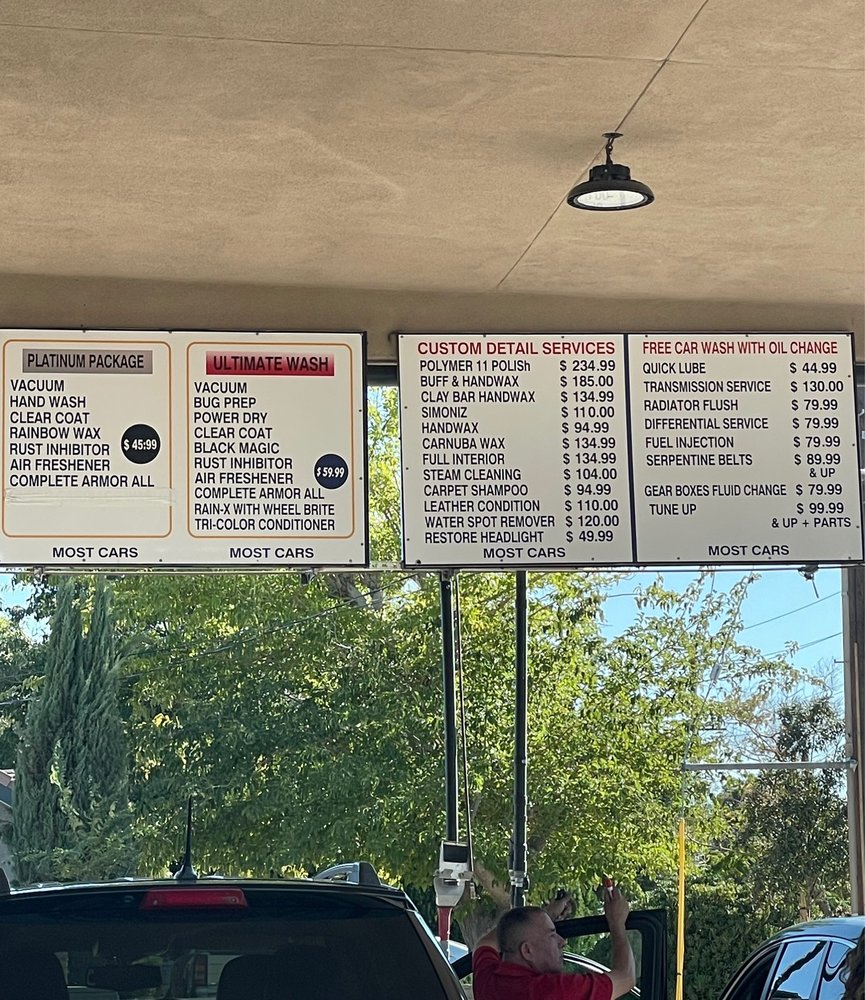 PLATINUM PACKAGE
VACUUM
HAND WASH
CLEAR COAT
RAINBOW WAX
RUST INHIBITOR
AIR FRESHENER
COMPLETE ARMOR ALL
$ 45:99
MOST CARS
ULTIMATE WASH
VACUUM
BUG PREP
POWER DRY
CLEAR COAT
BLACK MAGIC
RUST INHIBITOR
AIR FRESHENER
COMPLETE ARMOR ALL
RAIN-X WITH WHEEL BRITE
TRI-COLOR CONDITIONER
$ 59.99
MOST CARS
CUSTOM DETAIL SERVICES
POLYMER 11 POLISh $ 234.99
BUFF & HANDWAX $ 185.00
CLAY BAR HANDWAX $ 134.99
SIMONIZ $ 110.00
HANDWAX $ 94.99
CARNUBA WAX $ 134.99
FULL INTERIOR $ 134.99
STEAM CLEANING $ 104.00
CARPET SHAMPOO $ 94.99
LEATHER CONDITION $ 110.00
WATER SPOT REMOVER $ 120.00
RESTORE HEADLIGHT $ 49.99
MOST CARS
FREE CAR WASH WITH OIL CHANGE
QUICK LUBE $ 44.99
TRANSMISSION SERVICE $ 130.00
RADIATOR FLUSH $ 79.99
DIFFERENTIAL SERVICE $ 79.99
FUEL INJECTION $ 79.99
SERPENTINE BELTS $ 89.99
& UP
GEAR BOXES FLUID CHANGE $ 79.99
TUNE UP $ 99.99
& UP + PARTS
MOST CARS